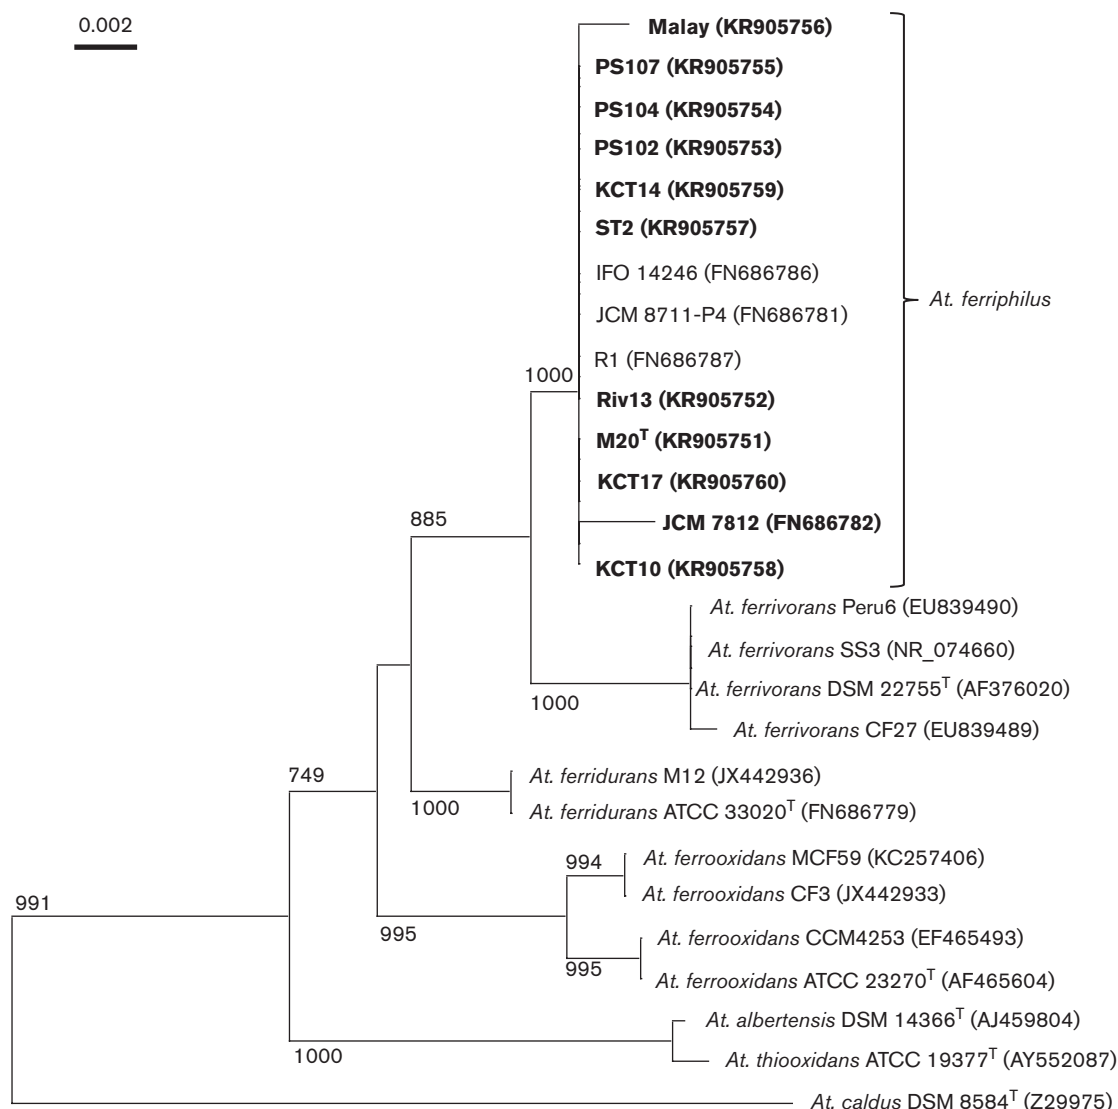 0.002
Malay (KR905756)
PS107 (KR905755)
PS104 (KR905754)
PS102 (KR905753)
KCT14 (KR905759)
ST2 (KR905757)
IFO 14246 (FN686786)
At. ferriphilus
JCM 8711-P4 (FN686781)
R1 (FN686787)
1000
Riv13 (KR905752)
M20ᵀ (KR905751)
KCT17 (KR905760)
885
JCM 7812 (FN686782)
KCT10 (KR905758)
At. ferrivorans Peru6 (EU839490)
At. ferrivorans SS3 (NR_074660)
At. ferrivorans DSM 22755ᵀ (AF376020)
1000
At. ferrivorans CF27 (EU839489)
749
At. ferridurans M12 (JX442936)
1000
At. ferridurans ATCC 33020ᵀ (FN686779)
994
At. ferrooxidans MCF59 (KC257406)
At. ferrooxidans CF3 (JX442933)
991
995
At. ferrooxidans CCM4253 (EF465493)
995
At. ferrooxidans ATCC 23270ᵀ (AF465604)
At. albertensis DSM 14366ᵀ (AJ459804)
1000
At. thiooxidans ATCC 19377ᵀ (AY552087)
At. caldus DSM 8584ᵀ (Z29975)